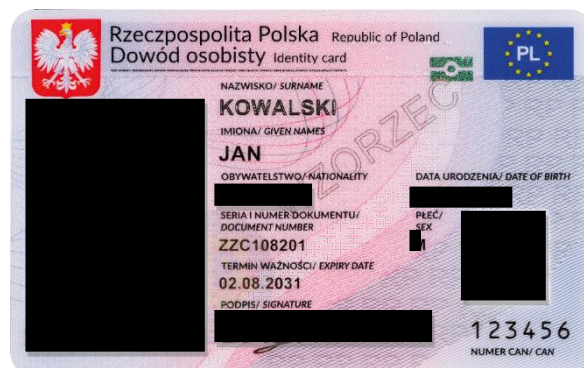 Rzeczpospolita Polska Republic of Poland
Dowód osobisty Identity card
PL
NAZWISKO/ SURNAME
KOWALSKI
IMIONA/ GIVEN NAMES
JAN
WZORZEC
OBYWATELSTWO/ NATIONALITY
DATA URODZENIA/ DATE OF BIRTH
SERIA I NUMER DOKUMENTU/
DOCUMENT NUMBER
PŁEĆ/
SEX
ZZC108201
TERMIN WAŻNOŚCI/ EXPIRY DATE
02.08.2031
PODPIS/ SIGNATURE
123456
NUMER CAN/ CAN